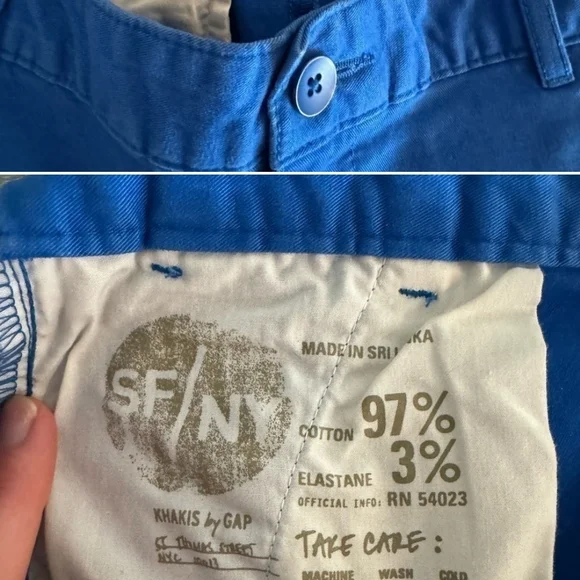 SF/NY
KHAKIS by GAP
NYC
MADE IN SRI
COTTON 97%
ELASTANE 3%
OFFICIAL INFO: RN 54023
TAKE CARE:
MACHINE WASH COLD